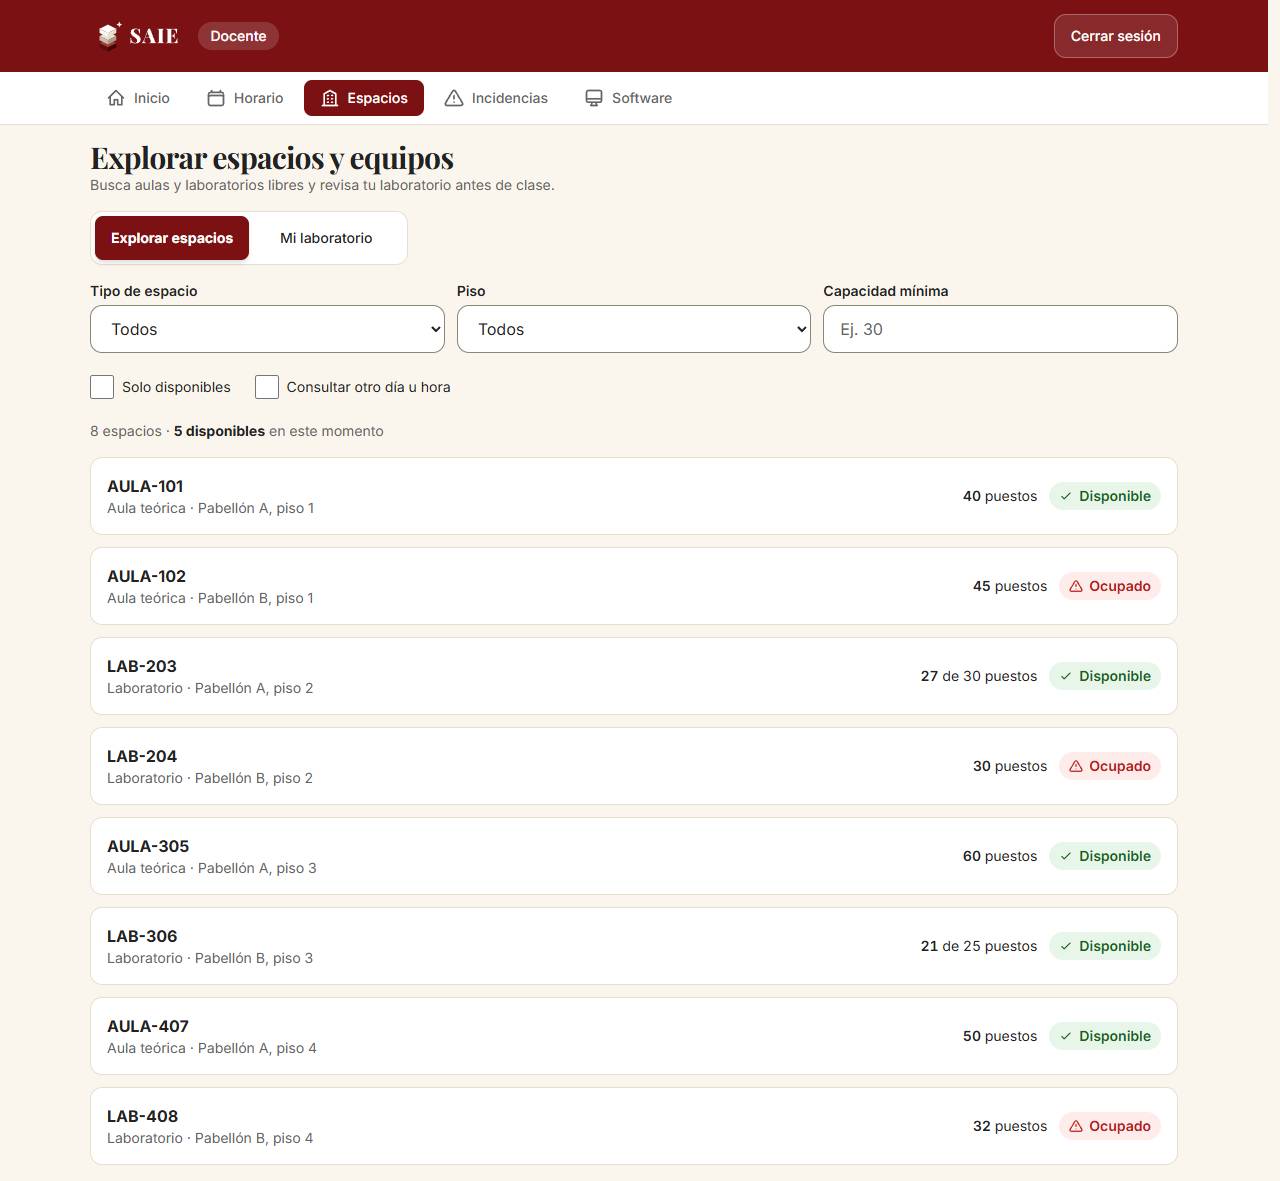 SAIE Docente Cerrar sesión
Inicio Horario Espacios Incidencias Software
Explorar espacios y equipos
Busca aulas y laboratorios libres y revisa tu laboratorio antes de clase.
Explorar espacios Mi laboratorio
Tipo de espacio Piso Capacidad mínima
Todos Todos Ej. 30
Solo disponibles Consultar otro día u hora
8 espacios · 5 disponibles en este momento
AULA-101
Aula teórica · Pabellón A, piso 1
40 puestos Disponible
AULA-102
Aula teórica · Pabellón B, piso 1
45 puestos Ocupado
LAB-203
Laboratorio · Pabellón A, piso 2
27 de 30 puestos Disponible
LAB-204
Laboratorio · Pabellón B, piso 2
30 puestos Ocupado
AULA-305
Aula teórica · Pabellón A, piso 3
60 puestos Disponible
LAB-306
Laboratorio · Pabellón B, piso 3
21 de 25 puestos Disponible
AULA-407
Aula teórica · Pabellón A, piso 4
50 puestos Disponible
LAB-408
Laboratorio · Pabellón B, piso 4
32 puestos Ocupado